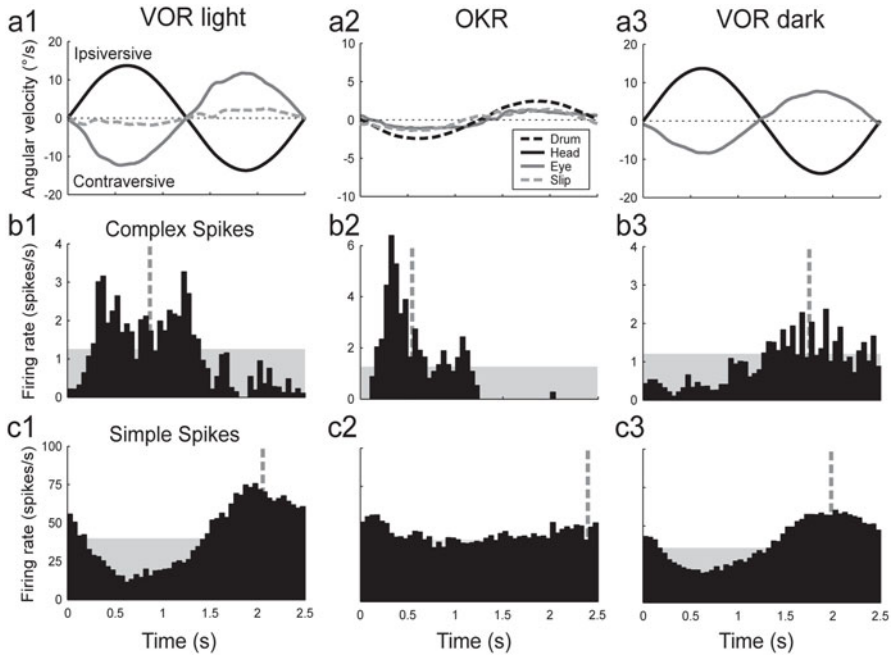 a1 VOR light
a2 OKR
a3 VOR dark
Angular velocity (°/s)
20
10
0
-10
-20
Ipsiversive
Contraversive
10
5
0
-5
-10
Drum
Head
Eye
Slip
20
10
0
-10
-20
b1 Complex Spikes
b2
b3
Firing rate (spikes/s)
4
3
2
1
0
6
4
2
0
4
3
2
1
0
c1 Simple Spikes
c2
c3
Firing rate (spikes/s)
100
75
50
25
0
0 0.5 1 1.5 2 2.5
0 0.5 1 1.5 2 2.5
0 0.5 1 1.5 2 2.5
Time (s)
Time (s)
Time (s)